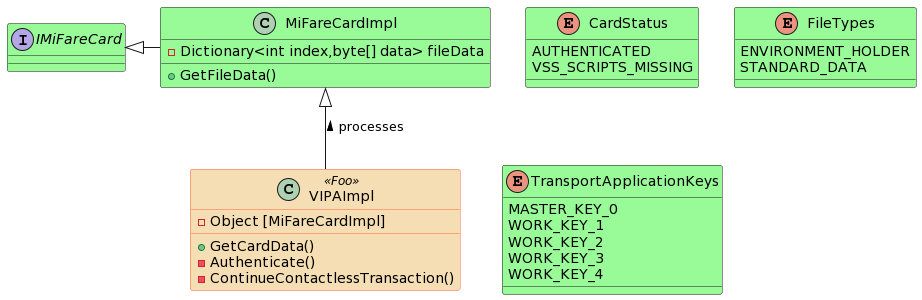 I IMiFareCard
C MiFareCardImpl
Dictionary<int index,byte[] data> fileData
GetFileData()
E CardStatus
AUTHENTICATED
VSS_SCRIPTS_MISSING
E FileTypes
ENVIRONMENT_HOLDER
STANDARD_DATA
processes
C «Foo»
VIPAImpl
Object [MiFareCardImpl]
GetCardData()
Authenticate()
ContinueContactlessTransaction()
E TransportApplicationKeys
MASTER_KEY_0
WORK_KEY_1
WORK_KEY_2
WORK_KEY_3
WORK_KEY_4